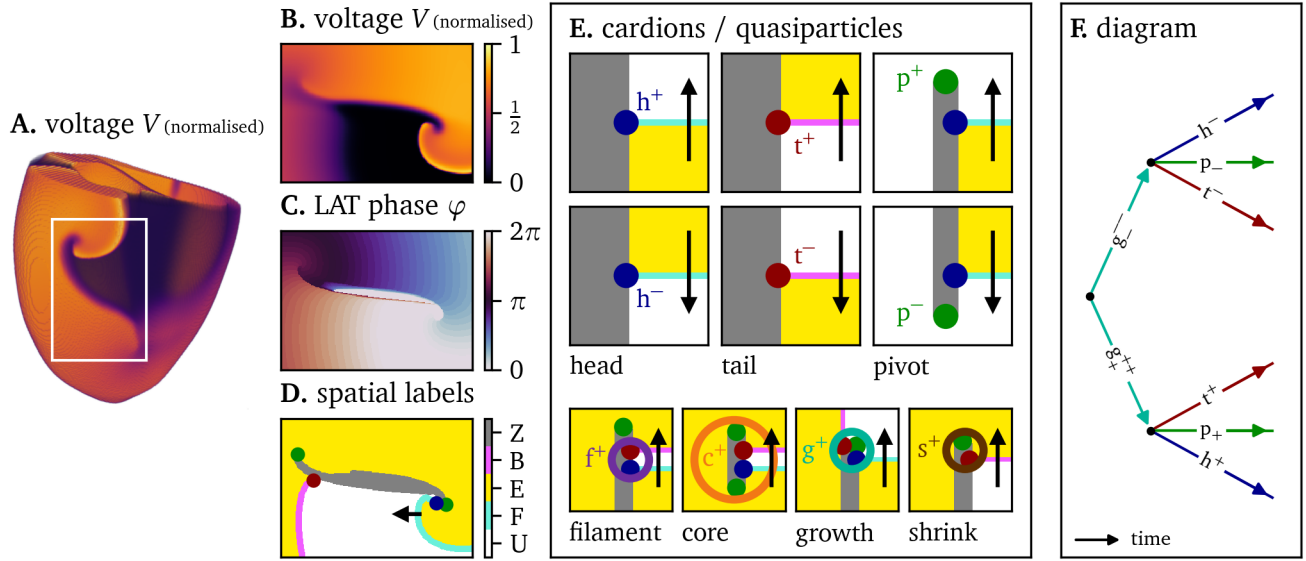 A. voltage V (normalised)
B. voltage V (normalised)
1
1/2
0
C. LAT phase φ
2π
π
0
D. spatial labels
Z
B
E
F
U
E. cardions / quasiparticles
h⁺
t⁺
p⁺
h⁻
t⁻
p⁻
head
tail
pivot
f⁺
c⁺
g⁺
s⁺
filament
core
growth
shrink
F. diagram
h⁻
p₋
t⁻
g₋⁻⁻
g₊⁺⁺
t⁺
p₊
h⁺
time